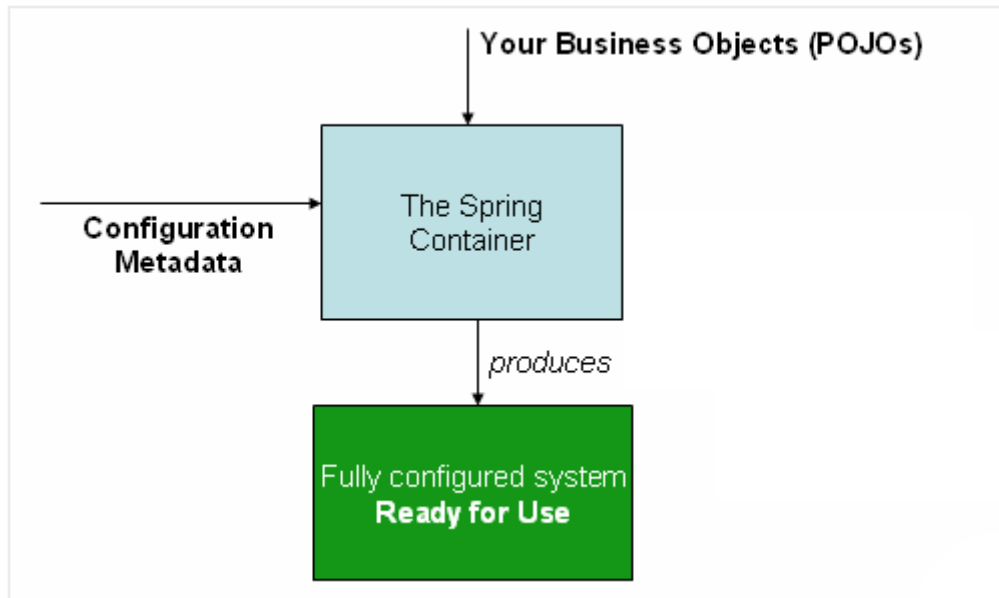 Your Business Objects (POJOs)
Configuration
Metadata
The Spring
Container
produces
Fully configured system
Ready for Use